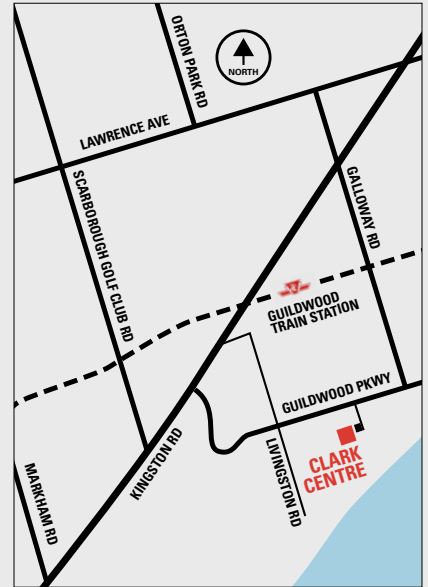 ORTON PARK RD
NORTH
LAWRENCE AVE
SCARBOROUGH GOLF CLUB RD
GALLOWAY RD
GUILDWOOD
TRAIN STATION
GUILDWOOD PKWY
KINGSTON RD
LIVINGSTON RD
CLARK
CENTRE
MARKHAM RD